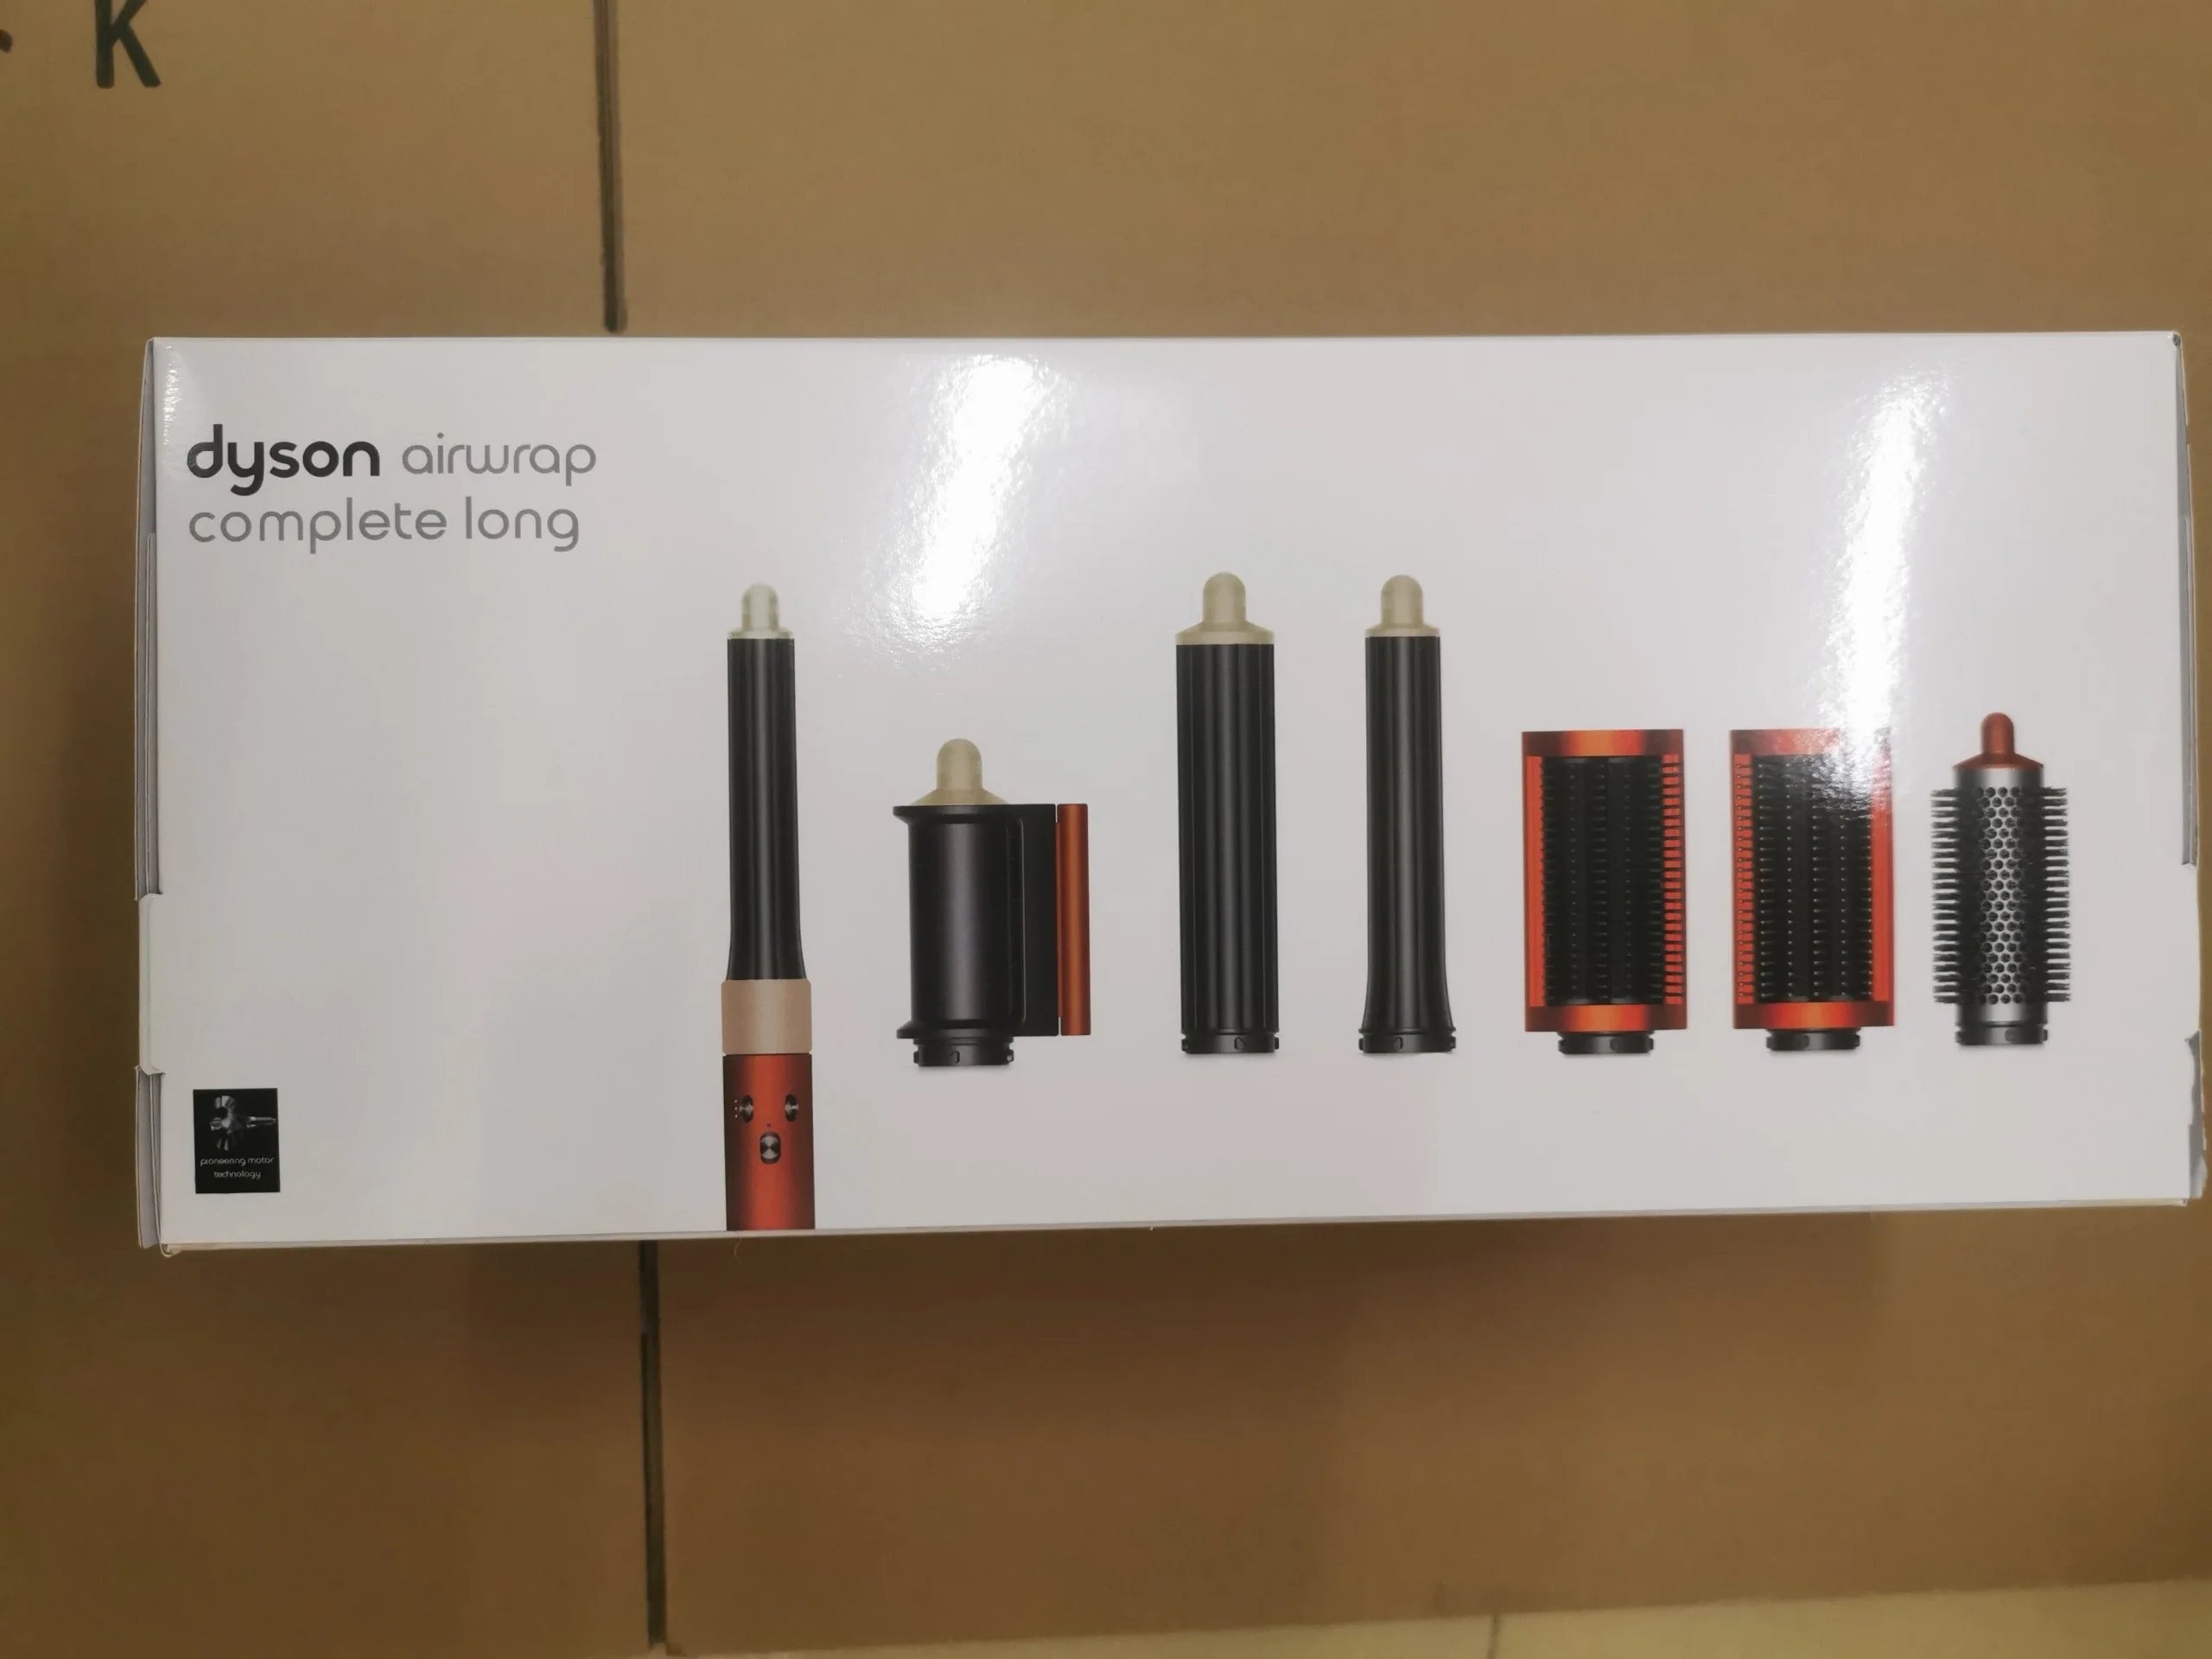 K
dyson airwrap
complete long
pioneering motor
technology